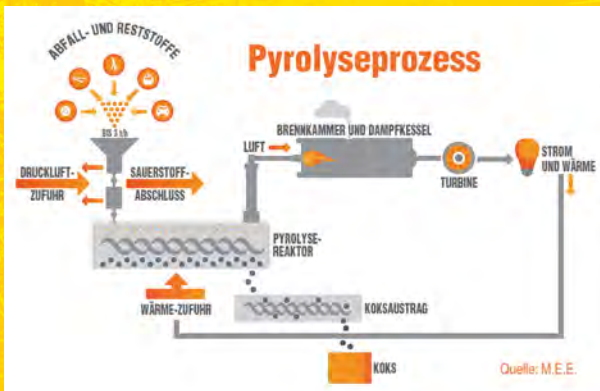 ABFALL- UND RESTSTOFFE
Pyrolyseprozess
BIS 3 t/h
BRENNKAMMER UND DAMPFKESSEL
LUFT
DRUCKLUFT-
ZUFUHR
SAUERSTOFF-
ABSCHLUSS
TURBINE
STROM
UND WÄRME
PYROLYSE-
REAKTOR
WÄRME-ZUFUHR
KOKSAUSTRAG
KOKS
Quelle: M.E.E.